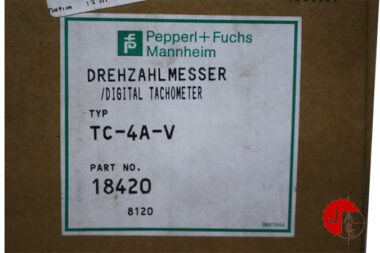 Pepperl+Fuchs
Mannheim
DREHZAHLMESSER
/DIGITAL TACHOMETER
TYP
TC-4A-V
PART NO.
18420
8120